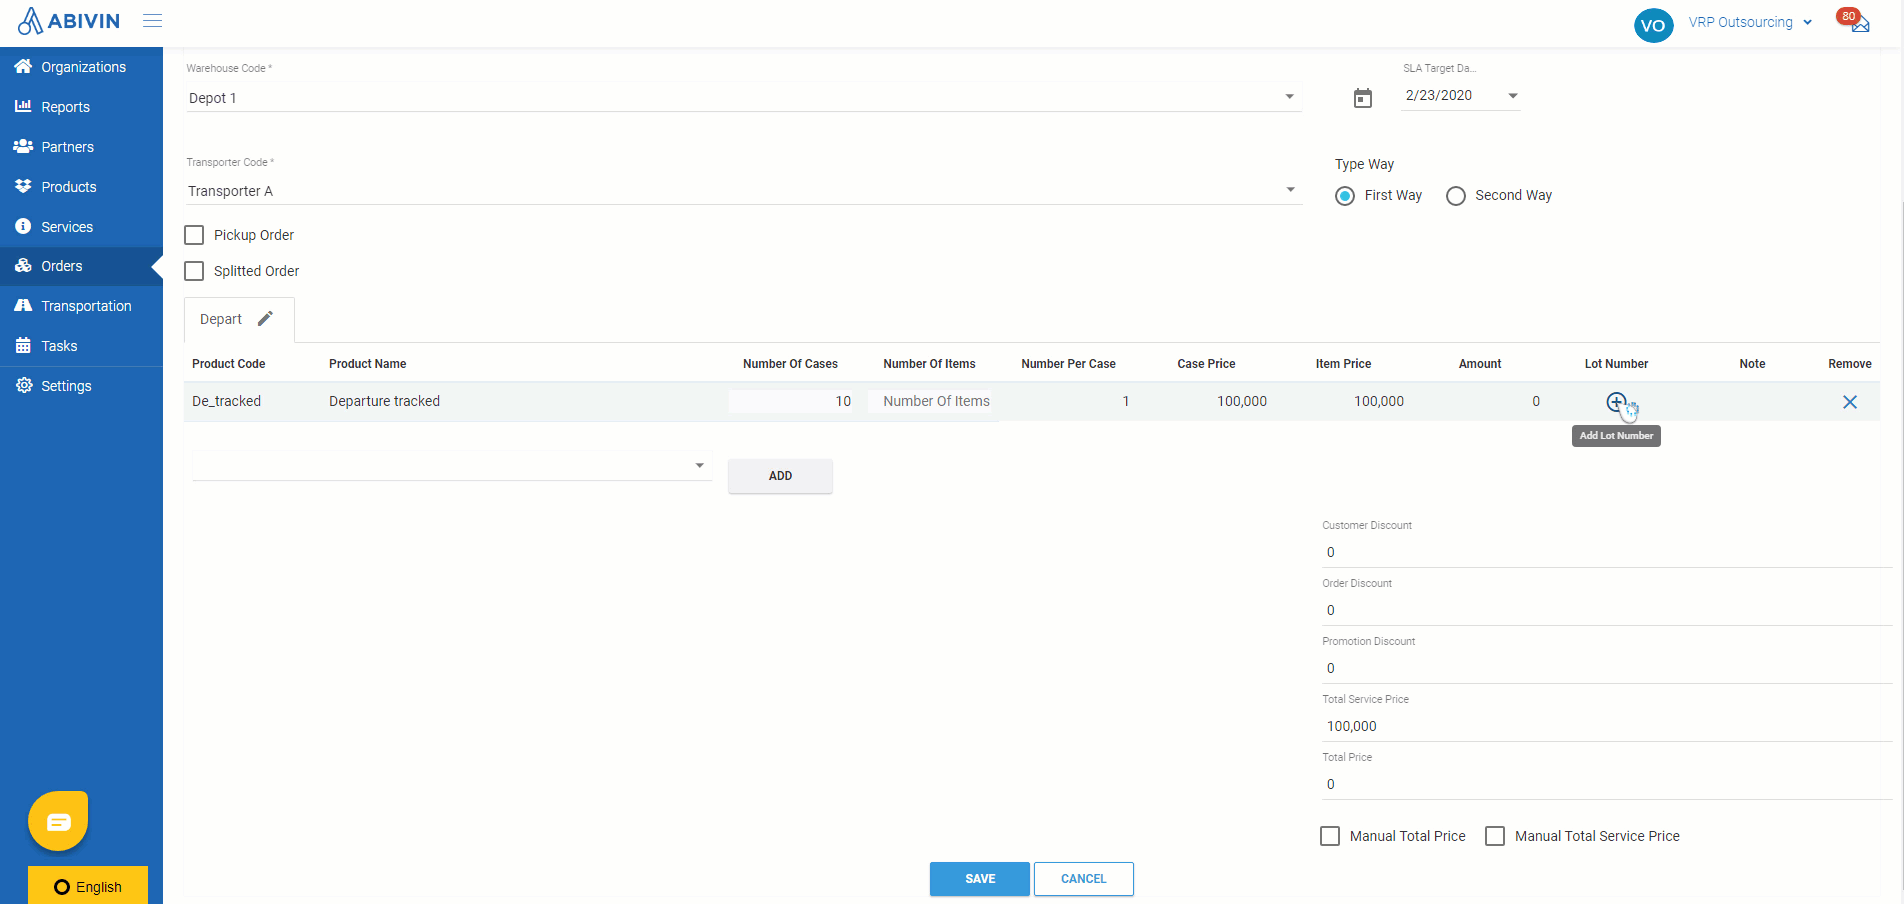 ABIVIN
VO
VRP Outsourcing
80
Organizations
Reports
Partners
Products
Services
Orders
Transportation
Tasks
Settings
English
Warehouse Code *
Depot 1
SLA Target Da...
2/23/2020
Transporter Code *
Transporter A
Type Way
First Way
Second Way
Pickup Order
Splitted Order
Depart
Product Code Product Name Number Of Cases Number Of Items Number Per Case Case Price Item Price Amount Lot Number Note Remove
De_tracked Departure tracked 10 Number Of Items 1 100,000 100,000 0
Add Lot Number
ADD
Customer Discount
0
Order Discount
0
Promotion Discount
0
Total Service Price
100,000
Total Price
0
Manual Total Price
Manual Total Service Price
SAVE
CANCEL